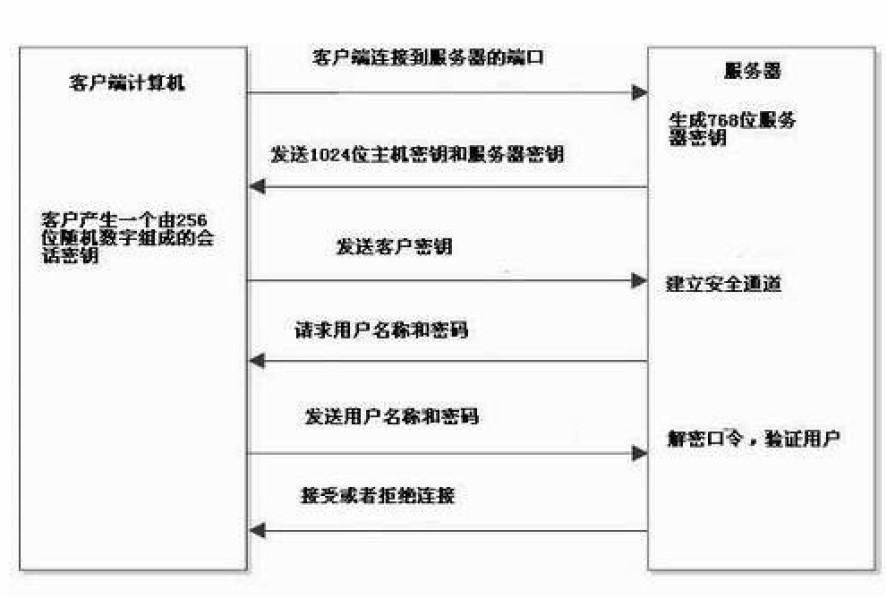 客户端连接到服务器的端口
客户端计算机
服务器
生成768位服务
器密钥
发送1024位主机密钥和服务器密钥
客户产生一个由256
位随机数字组成的会
话密钥
发送客户密钥
建立安全通道
请求用户名称和密码
发送用户名称和密码
解密口令，验证用户
接受或者拒绝连接